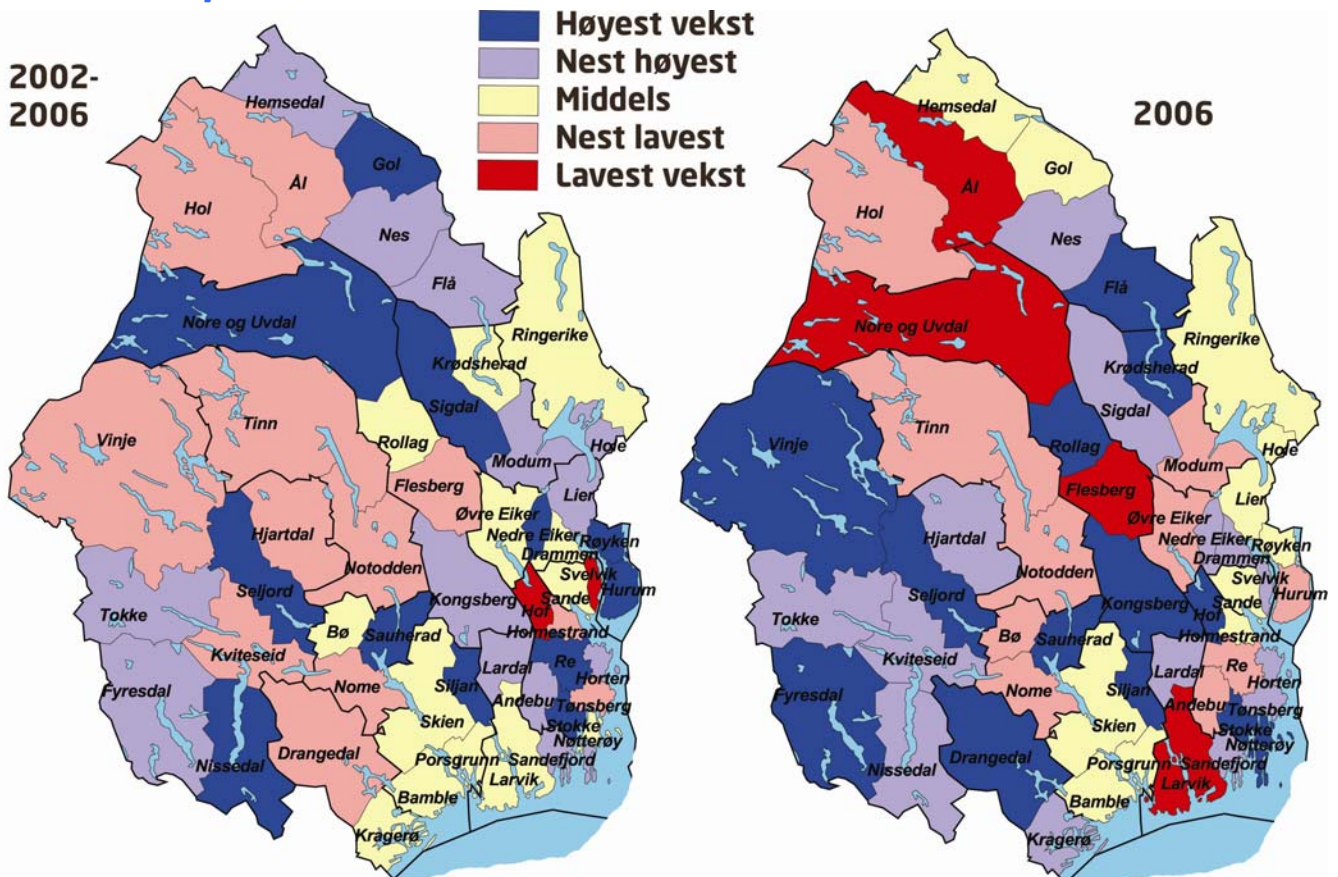 2002-
2006
Høyest vekst
Nest høyest
Middels
Nest lavest
Lavest vekst
2006
Hemsedal
Gol
Ål
Hol
Nes
Flå
Nore og Uvdal
Ringerike
Krødsherad
Sigdal
Vinje
Tinn
Rollag
Hole
Modum
Flesberg
Lier
Hjartdal
Øvre Eiker
Nedre Eiker
Røyken
Drammen
Notodden
Svelvik
Seljord
Hurum
Sande
Tokke
Kongsberg
Hof
Bø
Sauherad
Holmestrand
Kviteseid
Lardal
Re
Fyresdal
Nome
Siljan
Horten
Andebu
Tønsberg
Skien
Stokke
Nissedal
Drangedal
Nøtterøy
Porsgrunn
Sandefjord
Larvik
Bamble
Kragerø
Hemsedal
Gol
Ål
Hol
Nes
Flå
Nore og Uvdal
Ringerike
Krødsherad
Sigdal
Vinje
Tinn
Rollag
Hole
Modum
Flesberg
Lier
Hjartdal
Øvre Eiker
Nedre Eiker
Røyken
Drammen
Notodden
Svelvik
Seljord
Hurum
Sande
Tokke
Kongsberg
Hof
Bø
Sauherad
Holmestrand
Kviteseid
Lardal
Re
Fyresdal
Nome
Siljan
Horten
Andebu
Tønsberg
Skien
Stokke
Nissedal
Drangedal
Nøtterøy
Porsgrunn
Sandefjord
Larvik
Bamble
Kragerø